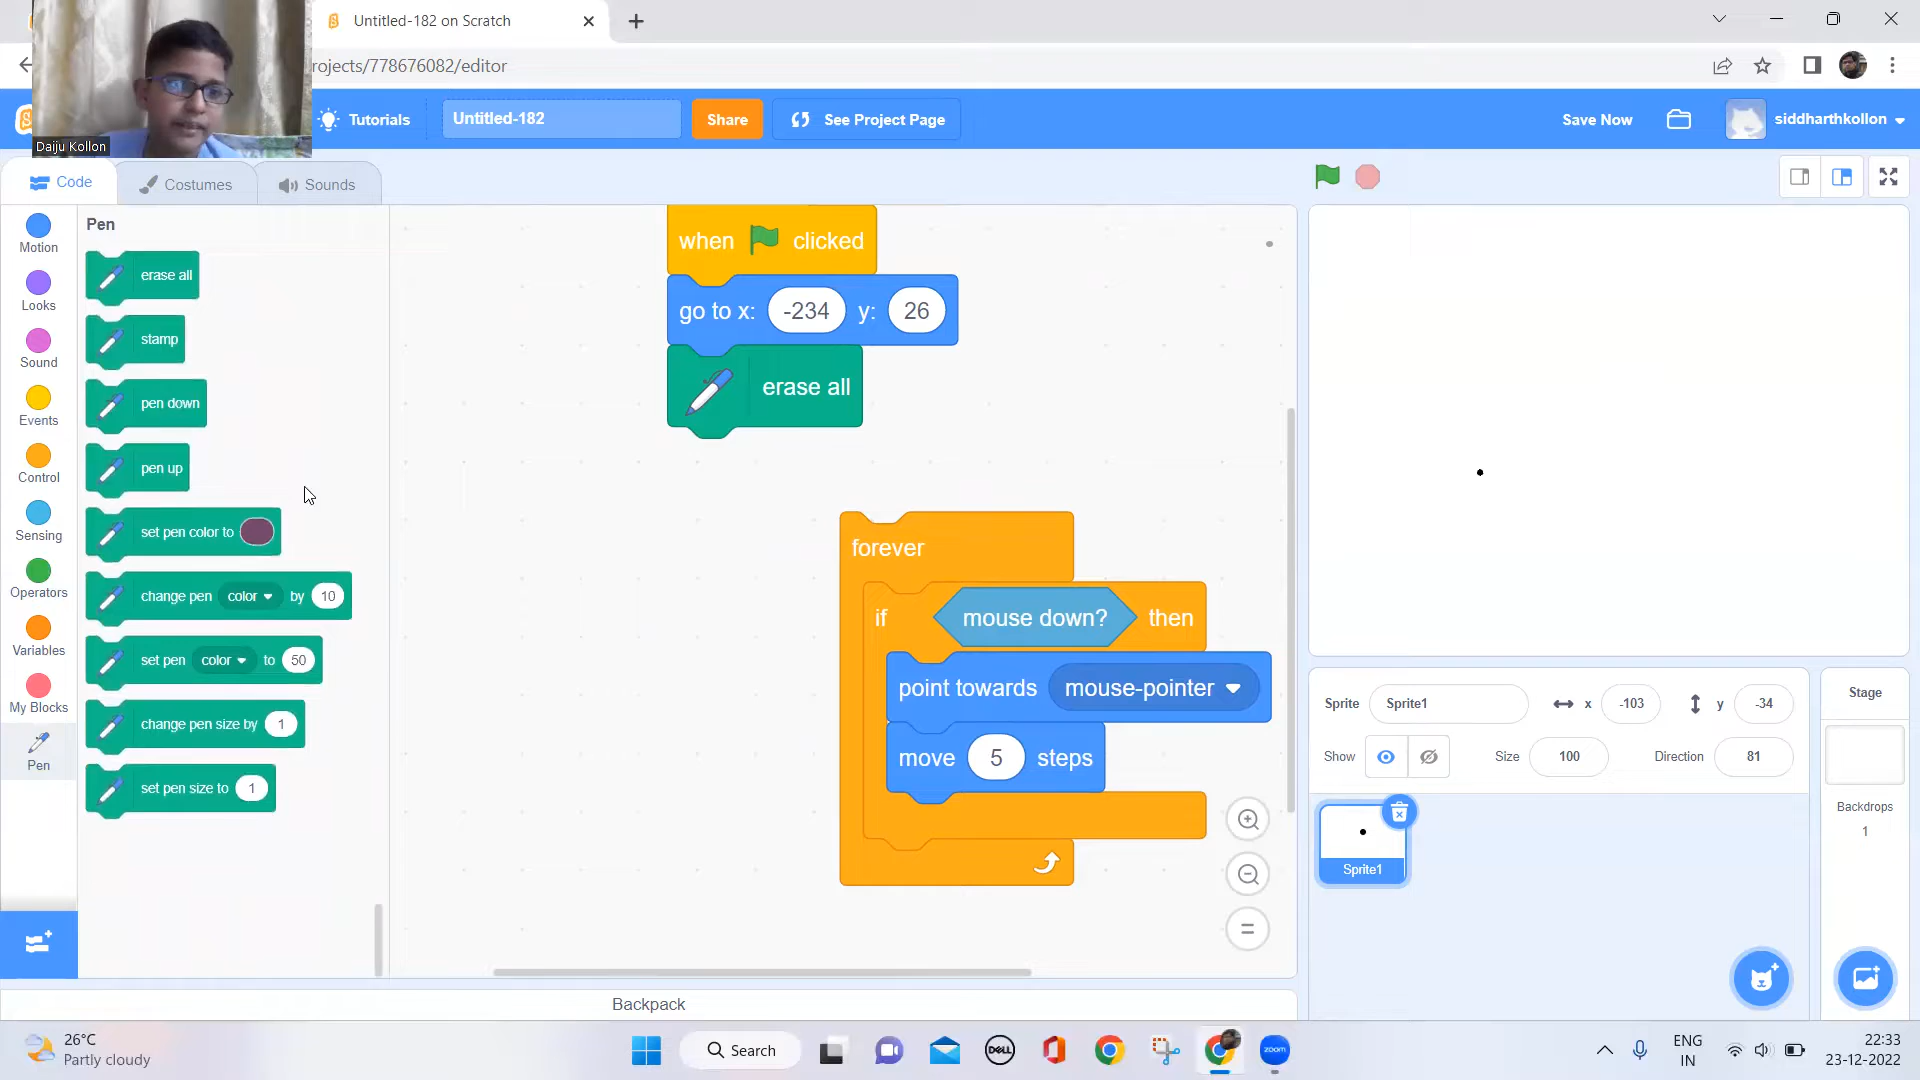 Untitled-182 on Scratch
rojects/778676082/editor
Daiju Kollon
Tutorials
Untitled-182
Share
See Project Page
Save Now
siddharthkollon
Code
Costumes
Sounds
Motion
Looks
Sound
Events
Control
Sensing
Operators
Variables
My Blocks
Pen
Pen
erase all
stamp
pen down
pen up
set pen color to
change pen color by 10
set pen color to 50
change pen size by 1
set pen size to 1
when clicked
go to x: -234 y: 26
erase all
forever
if mouse down? then
point towards mouse-pointer
move 5 steps
Backpack
Sprite Sprite1 x -103 y -34
Show Size 100 Direction 81
Sprite1
Stage
Backdrops
1
26°C
Partly cloudy
Search
DELL
zoom
ENG
IN
22:33
23-12-2022